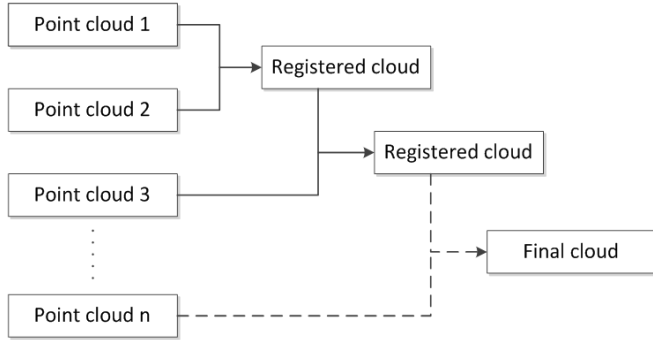 Point cloud 1
Registered cloud
Point cloud 2
Registered cloud
Point cloud 3
Final cloud
Point cloud n